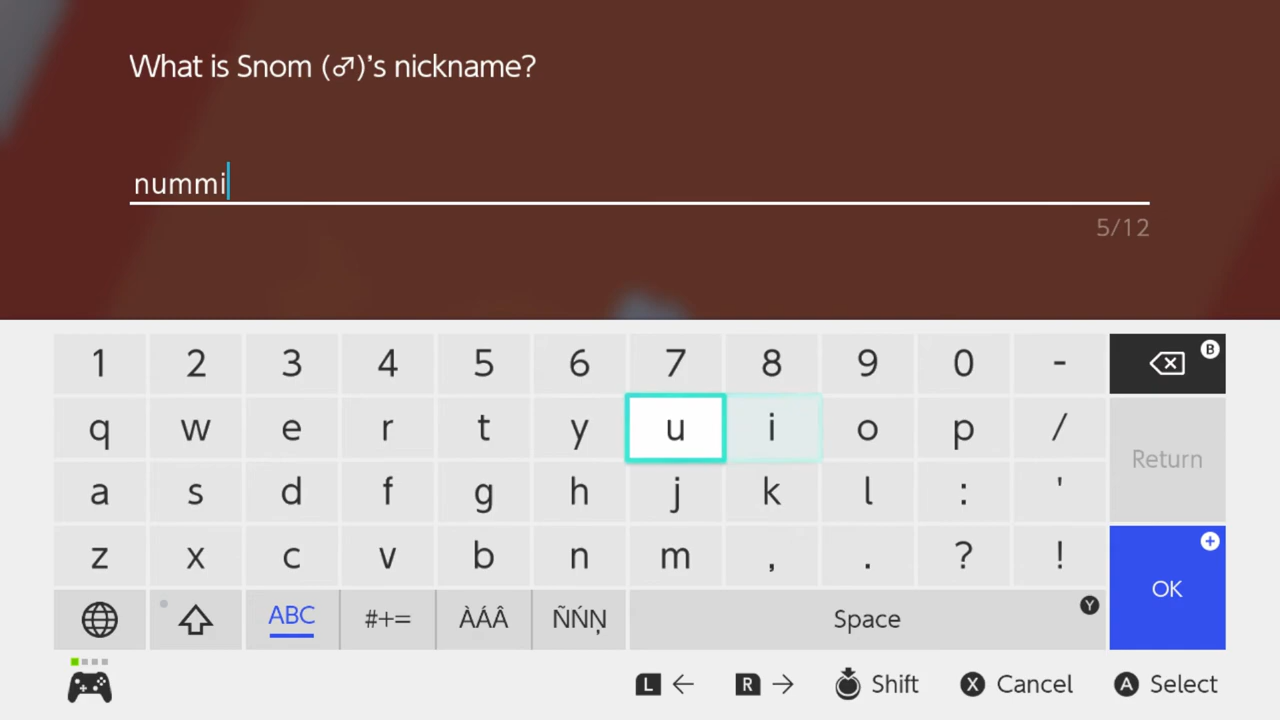 What is Snom (♂)'s nickname?
nummi
5/12
1 2 3 4 5 6 7 8 9 0 - B
q w e r t y u i o p /
Return
a s d f g h j k l : '
z x c v b n m , . ? ! +
OK
ABC #+= ÀÁÂ ÑŃŅ Space Y
L ← R → Shift X Cancel A Select